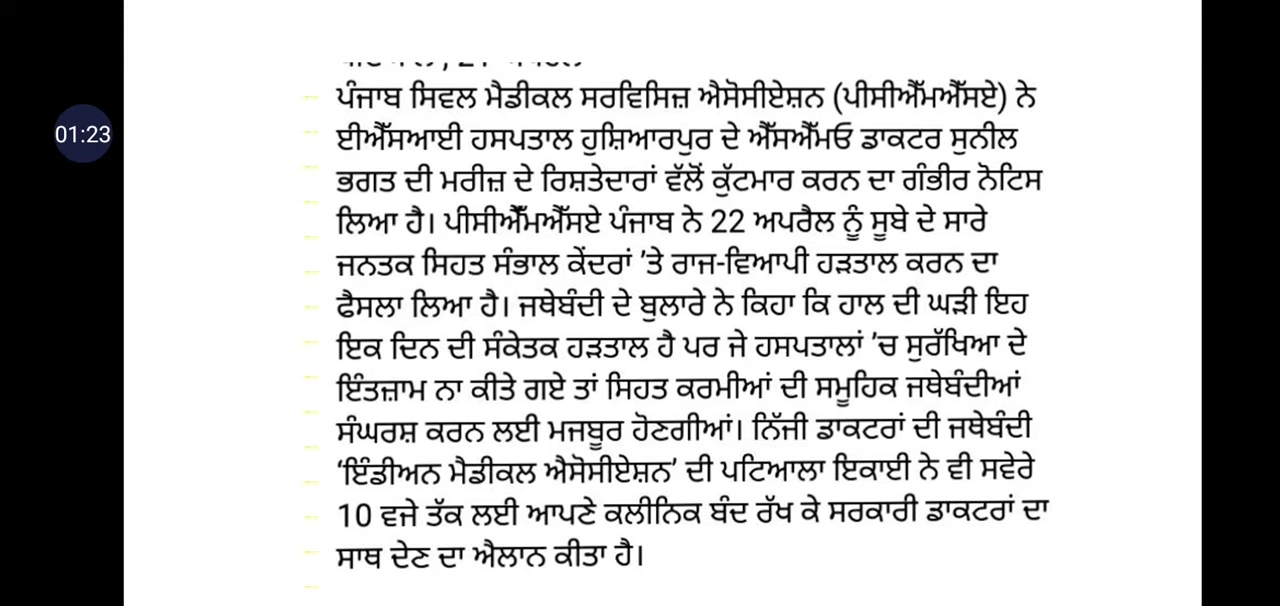 01:23
ਪੰਜਾਬ ਸਿਵਲ ਮੈਡੀਕਲ ਸਰਵਿਸਿਜ਼ ਐਸੋਸੀਏਸ਼ਨ (ਪੀਸੀਐੱਮਐੱਸਏ) ਨੇ
ਈਐੱਸਆਈ ਹਸਪਤਾਲ ਹੁਸ਼ਿਆਰਪੁਰ ਦੇ ਐੱਸਐੱਮਓ ਡਾਕਟਰ ਸੁਨੀਲ
ਭਗਤ ਦੀ ਮਰੀਜ਼ ਦੇ ਰਿਸ਼ਤੇਦਾਰਾਂ ਵੱਲੋਂ ਕੁੱਟਮਾਰ ਕਰਨ ਦਾ ਗੰਭੀਰ ਨੋਟਿਸ
ਲਿਆ ਹੈ। ਪੀਸੀਐੱਮਐੱਸਏ ਪੰਜਾਬ ਨੇ 22 ਅਪਰੈਲ ਨੂੰ ਸੂਬੇ ਦੇ ਸਾਰੇ
ਜਨਤਕ ਸਿਹਤ ਸੰਭਾਲ ਕੇਂਦਰਾਂ ’ਤੇ ਰਾਜ-ਵਿਆਪੀ ਹੜਤਾਲ ਕਰਨ ਦਾ
ਫੈਸਲਾ ਲਿਆ ਹੈ। ਜਥੇਬੰਦੀ ਦੇ ਬੁਲਾਰੇ ਨੇ ਕਿਹਾ ਕਿ ਹਾਲ ਦੀ ਘੜੀ ਇਹ
ਇਕ ਦਿਨ ਦੀ ਸੰਕੇਤਕ ਹੜਤਾਲ ਹੈ ਪਰ ਜੇ ਹਸਪਤਾਲਾਂ ’ਚ ਸੁਰੱਖਿਆ ਦੇ
ਇੰਤਜ਼ਾਮ ਨਾ ਕੀਤੇ ਗਏ ਤਾਂ ਸਿਹਤ ਕਰਮੀਆਂ ਦੀ ਸਮੂਹਿਕ ਜਥੇਬੰਦੀਆਂ
ਸੰਘਰਸ਼ ਕਰਨ ਲਈ ਮਜਬੂਰ ਹੋਣਗੀਆਂ। ਨਿੱਜੀ ਡਾਕਟਰਾਂ ਦੀ ਜਥੇਬੰਦੀ
‘ਇੰਡੀਅਨ ਮੈਡੀਕਲ ਐਸੋਸੀਏਸ਼ਨ’ ਦੀ ਪਟਿਆਲਾ ਇਕਾਈ ਨੇ ਵੀ ਸਵੇਰੇ
10 ਵਜੇ ਤੱਕ ਲਈ ਆਪਣੇ ਕਲੀਨਿਕ ਬੰਦ ਰੱਖ ਕੇ ਸਰਕਾਰੀ ਡਾਕਟਰਾਂ ਦਾ
ਸਾਥ ਦੇਣ ਦਾ ਐਲਾਨ ਕੀਤਾ ਹੈ।